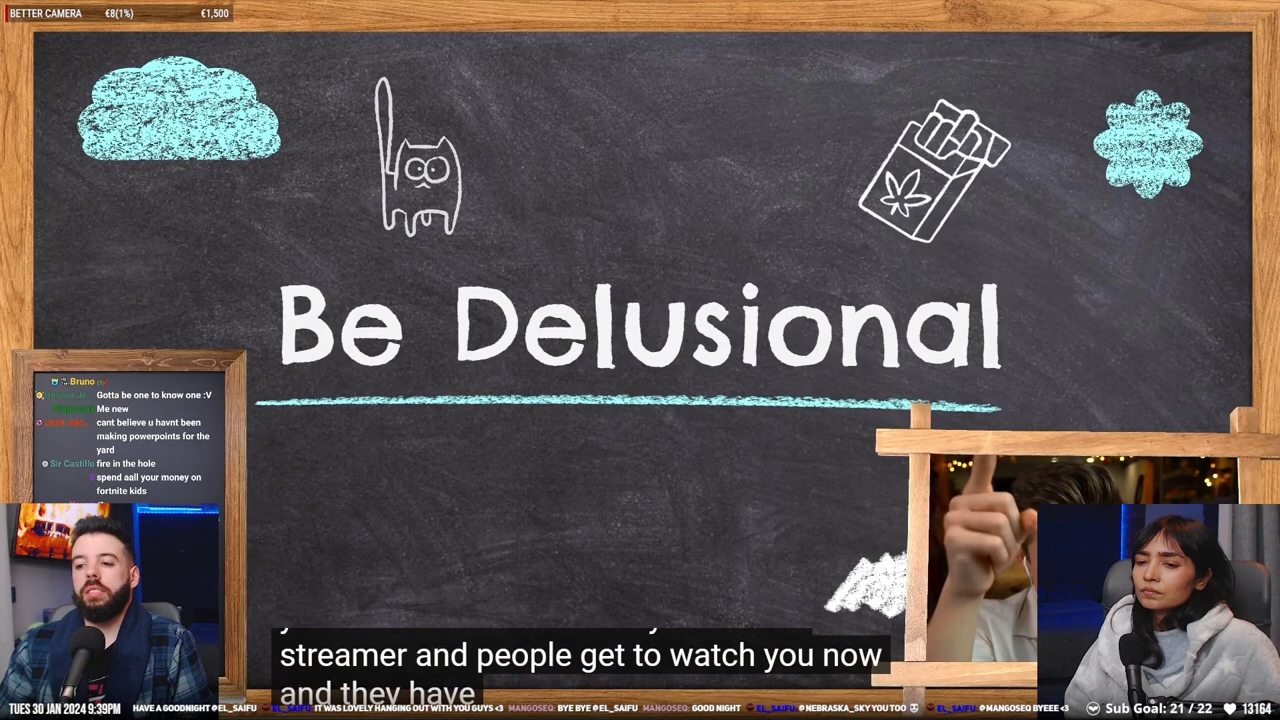 BETTER CAMERA €8(1%) €1,500
Be Delusional
Bruno
Gotta be one to know one :V
Me new
cant believe u havnt been
making powerpoints for the
yard
Sir Castillo fire in the hole
spend aall your money on
fortnite kids
streamer and people get to watch you now
and they have
TUES 30 JAN 2024 9:39PM HAVE A GOODNIGHT @EL_SAIFU EL_SAIFU: IT WAS LOVELY HANGING OUT WITH YOU GUYS <3 MANGOSEQ: BYE BYE @EL_SAIFU MANGOSEQ: GOOD NIGHT EL_SAIFU: @NEBRASKA_SKY YOU TOO EL_SAIFU: @MANGOSEQ BYEEE <3 Sub Goal: 21 / 22 13164